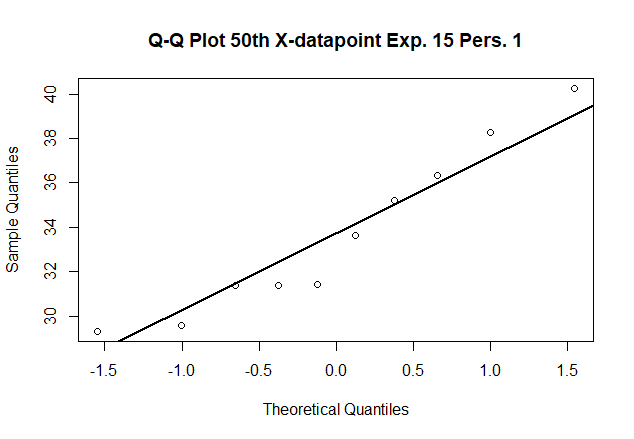 Q-Q Plot 50th X-datapoint Exp. 15 Pers. 1
Sample Quantiles
40
38
36
34
32
30
-1.5 -1.0 -0.5 0.0 0.5 1.0 1.5
Theoretical Quantiles